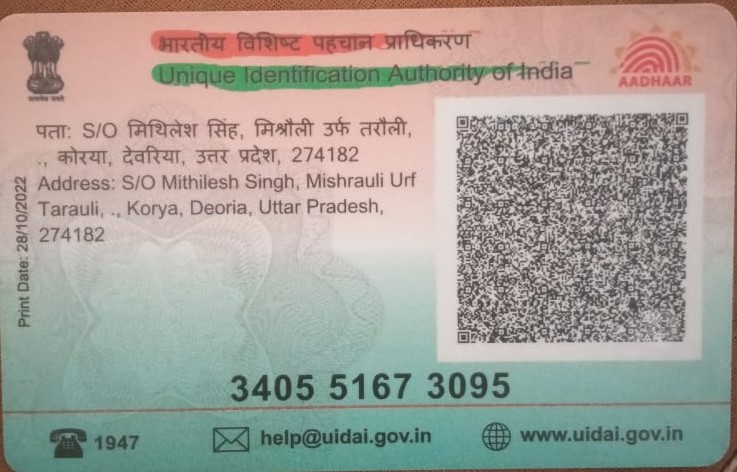 भारतीय विशिष्ट पहचान प्राधिकरण
Unique Identification Authority of India
AADHAAR
सत्यमेव जयते
पता: S/O मिथिलेश सिंह, मिश्रौली उर्फ तरौली,
., कोरया, देवरिया, उत्तर प्रदेश, 274182
Address: S/O Mithilesh Singh, Mishrauli Urf
Tarauli, ., Korya, Deoria, Uttar Pradesh,
274182
Print Date: 28/10/2022
3405 5167 3095
1947
help@uidai.gov.in
www.uidai.gov.in